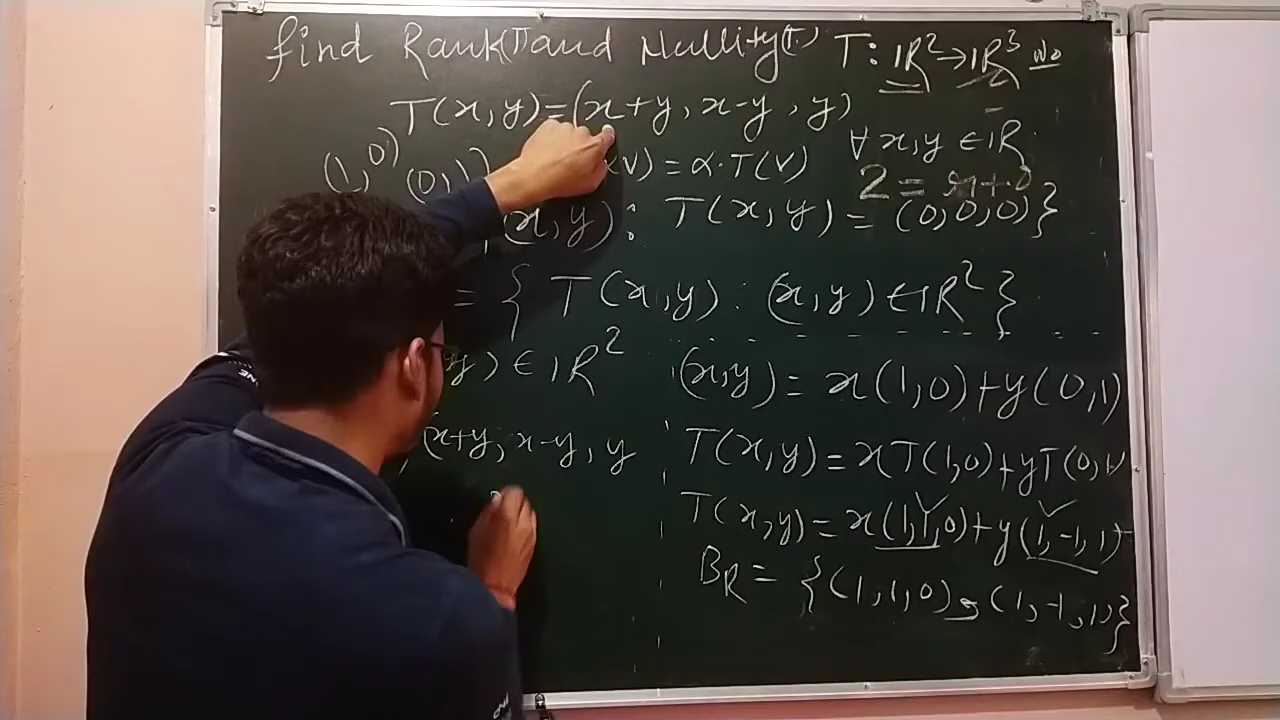 find Rank(T) and Nullity(T) T: IR² → IR³
T(x,y) = (x+y, x-y, y) ∀ x,y ∈ IR
(1,0) (0,1) (v) = α.T(v)
2 =
(x,y) : T(x,y) = (0,0,0)}
= { T(x,y) : (x,y) ∈ IR² }
y) ∈ IR²
(x+y, x-y, y
(x,y) = x(1,0)+y(0,1)
T(x,y) = xT(1,0)+yT(0,1)
T(x,y) = x(1,1,0)+y(1,-1,1)
B_R = {(1,1,0), (1,-1,1)}